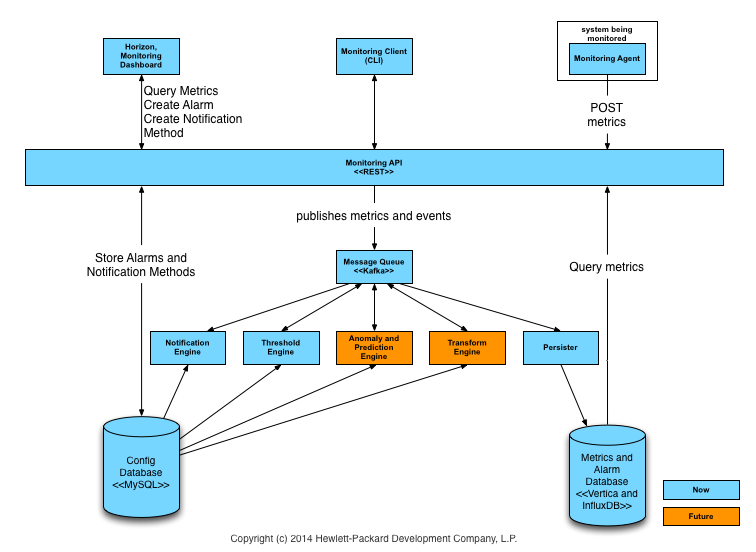 Horizon,
Monitoring
Dashboard
Monitoring Client
(CLI)
system being
monitored
Monitoring Agent
Query Metrics
Create Alarm
Create Notification
Method
POST
metrics
Monitoring API
<<REST>>
publishes metrics and events
Store Alarms and
Notification Methods
Message Queue
<<Kafka>>
Query metrics
Notification
Engine
Threshold
Engine
Anomaly and
Prediction
Engine
Transform
Engine
Persister
Config
Database
<<MySQL>>
Metrics and
Alarm
Database
<<Vertica and
InfluxDB>>
Now
Future
Copyright (c) 2014 Hewlett-Packard Development Company, L.P.